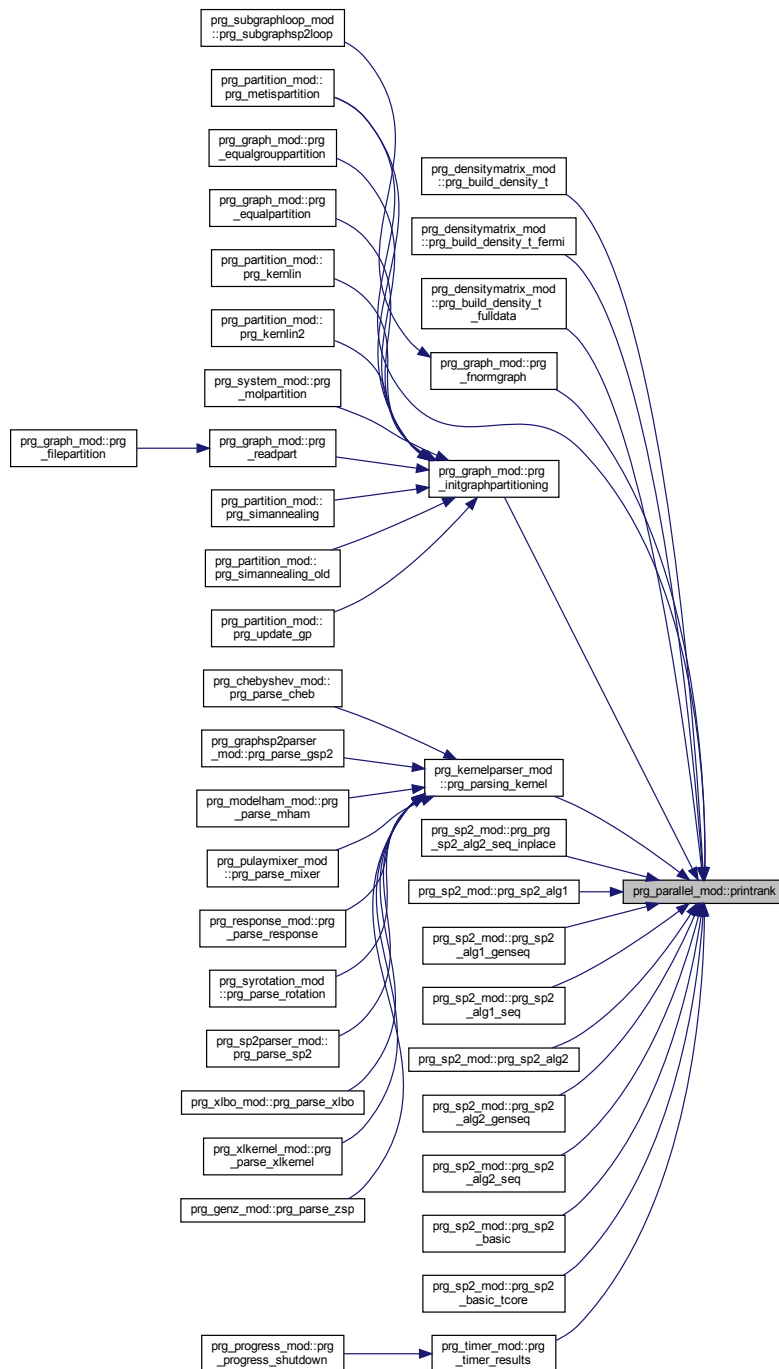 prg_subgraphloop_mod
::prg_subgraphsp2loop
prg_partition_mod::
prg_metispartition
prg_graph_mod::prg
_equalgrouppartition
prg_graph_mod::prg
_equalpartition
prg_partition_mod::
prg_kernlin
prg_partition_mod::
prg_kernlin2
prg_system_mod::prg
_molpartition
prg_graph_mod::prg
_filepartition
prg_graph_mod::prg
_readpart
prg_partition_mod::
prg_simannealing
prg_partition_mod::
prg_simannealing_old
prg_partition_mod::
prg_update_gp
prg_chebyshev_mod::
prg_parse_cheb
prg_graphsp2parser
_mod::prg_parse_gsp2
prg_modelham_mod::prg
_parse_mham
prg_pulaymixer_mod
::prg_parse_mixer
prg_response_mod::prg
_parse_response
prg_syrotation_mod
::prg_parse_rotation
prg_sp2parser_mod::
prg_parse_sp2
prg_xlbo_mod::prg_parse_xlbo
prg_xlkernel_mod::prg
_parse_xlkernel
prg_genz_mod::prg_parse_zsp
prg_progress_mod::prg
_progress_shutdown
prg_densitymatrix_mod
::prg_build_density_t
prg_densitymatrix_mod
::prg_build_density_t_fermi
prg_densitymatrix_mod
::prg_build_density_t
_fulldata
prg_graph_mod::prg
_fnormgraph
prg_graph_mod::prg
_initgraphpartitioning
prg_kernelparser_mod
::prg_parsing_kernel
prg_sp2_mod::prg_prg
_sp2_alg2_seq_inplace
prg_sp2_mod::prg_sp2_alg1
prg_sp2_mod::prg_sp2
_alg1_genseq
prg_sp2_mod::prg_sp2
_alg1_seq
prg_sp2_mod::prg_sp2_alg2
prg_sp2_mod::prg_sp2
_alg2_genseq
prg_sp2_mod::prg_sp2
_alg2_seq
prg_sp2_mod::prg_sp2
_basic
prg_sp2_mod::prg_sp2
_basic_tcore
prg_timer_mod::prg
_timer_results
prg_parallel_mod::printrank